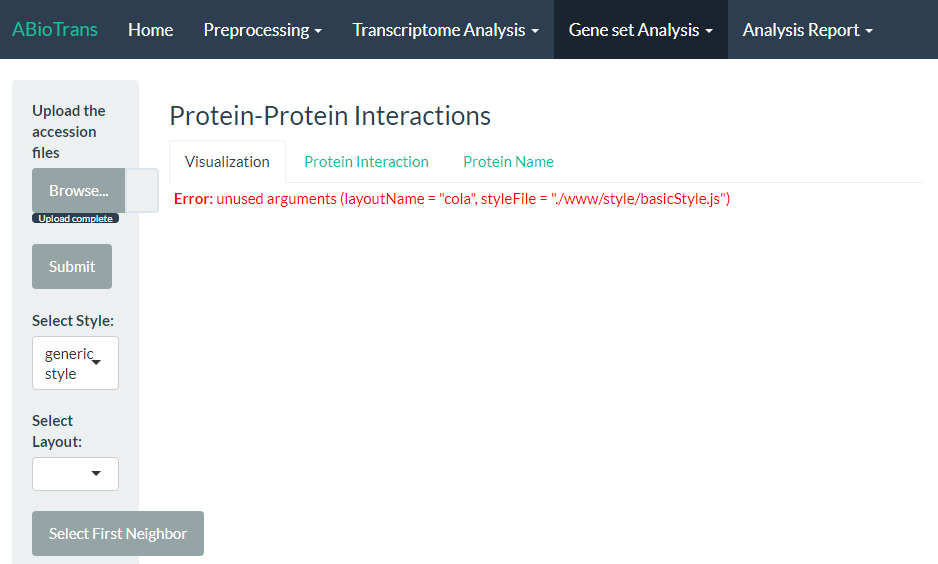 ABioTrans Home Preprocessing Transcriptome Analysis Gene set Analysis Analysis Report
Upload the
accession
files
Browse...
Upload complete
Submit
Select Style:
generic
style
Select
Layout:
Select First Neighbor
Protein-Protein Interactions
Visualization Protein Interaction Protein Name
Error: unused arguments (layoutName = "cola", styleFile = "./www/style/basicStyle.js")